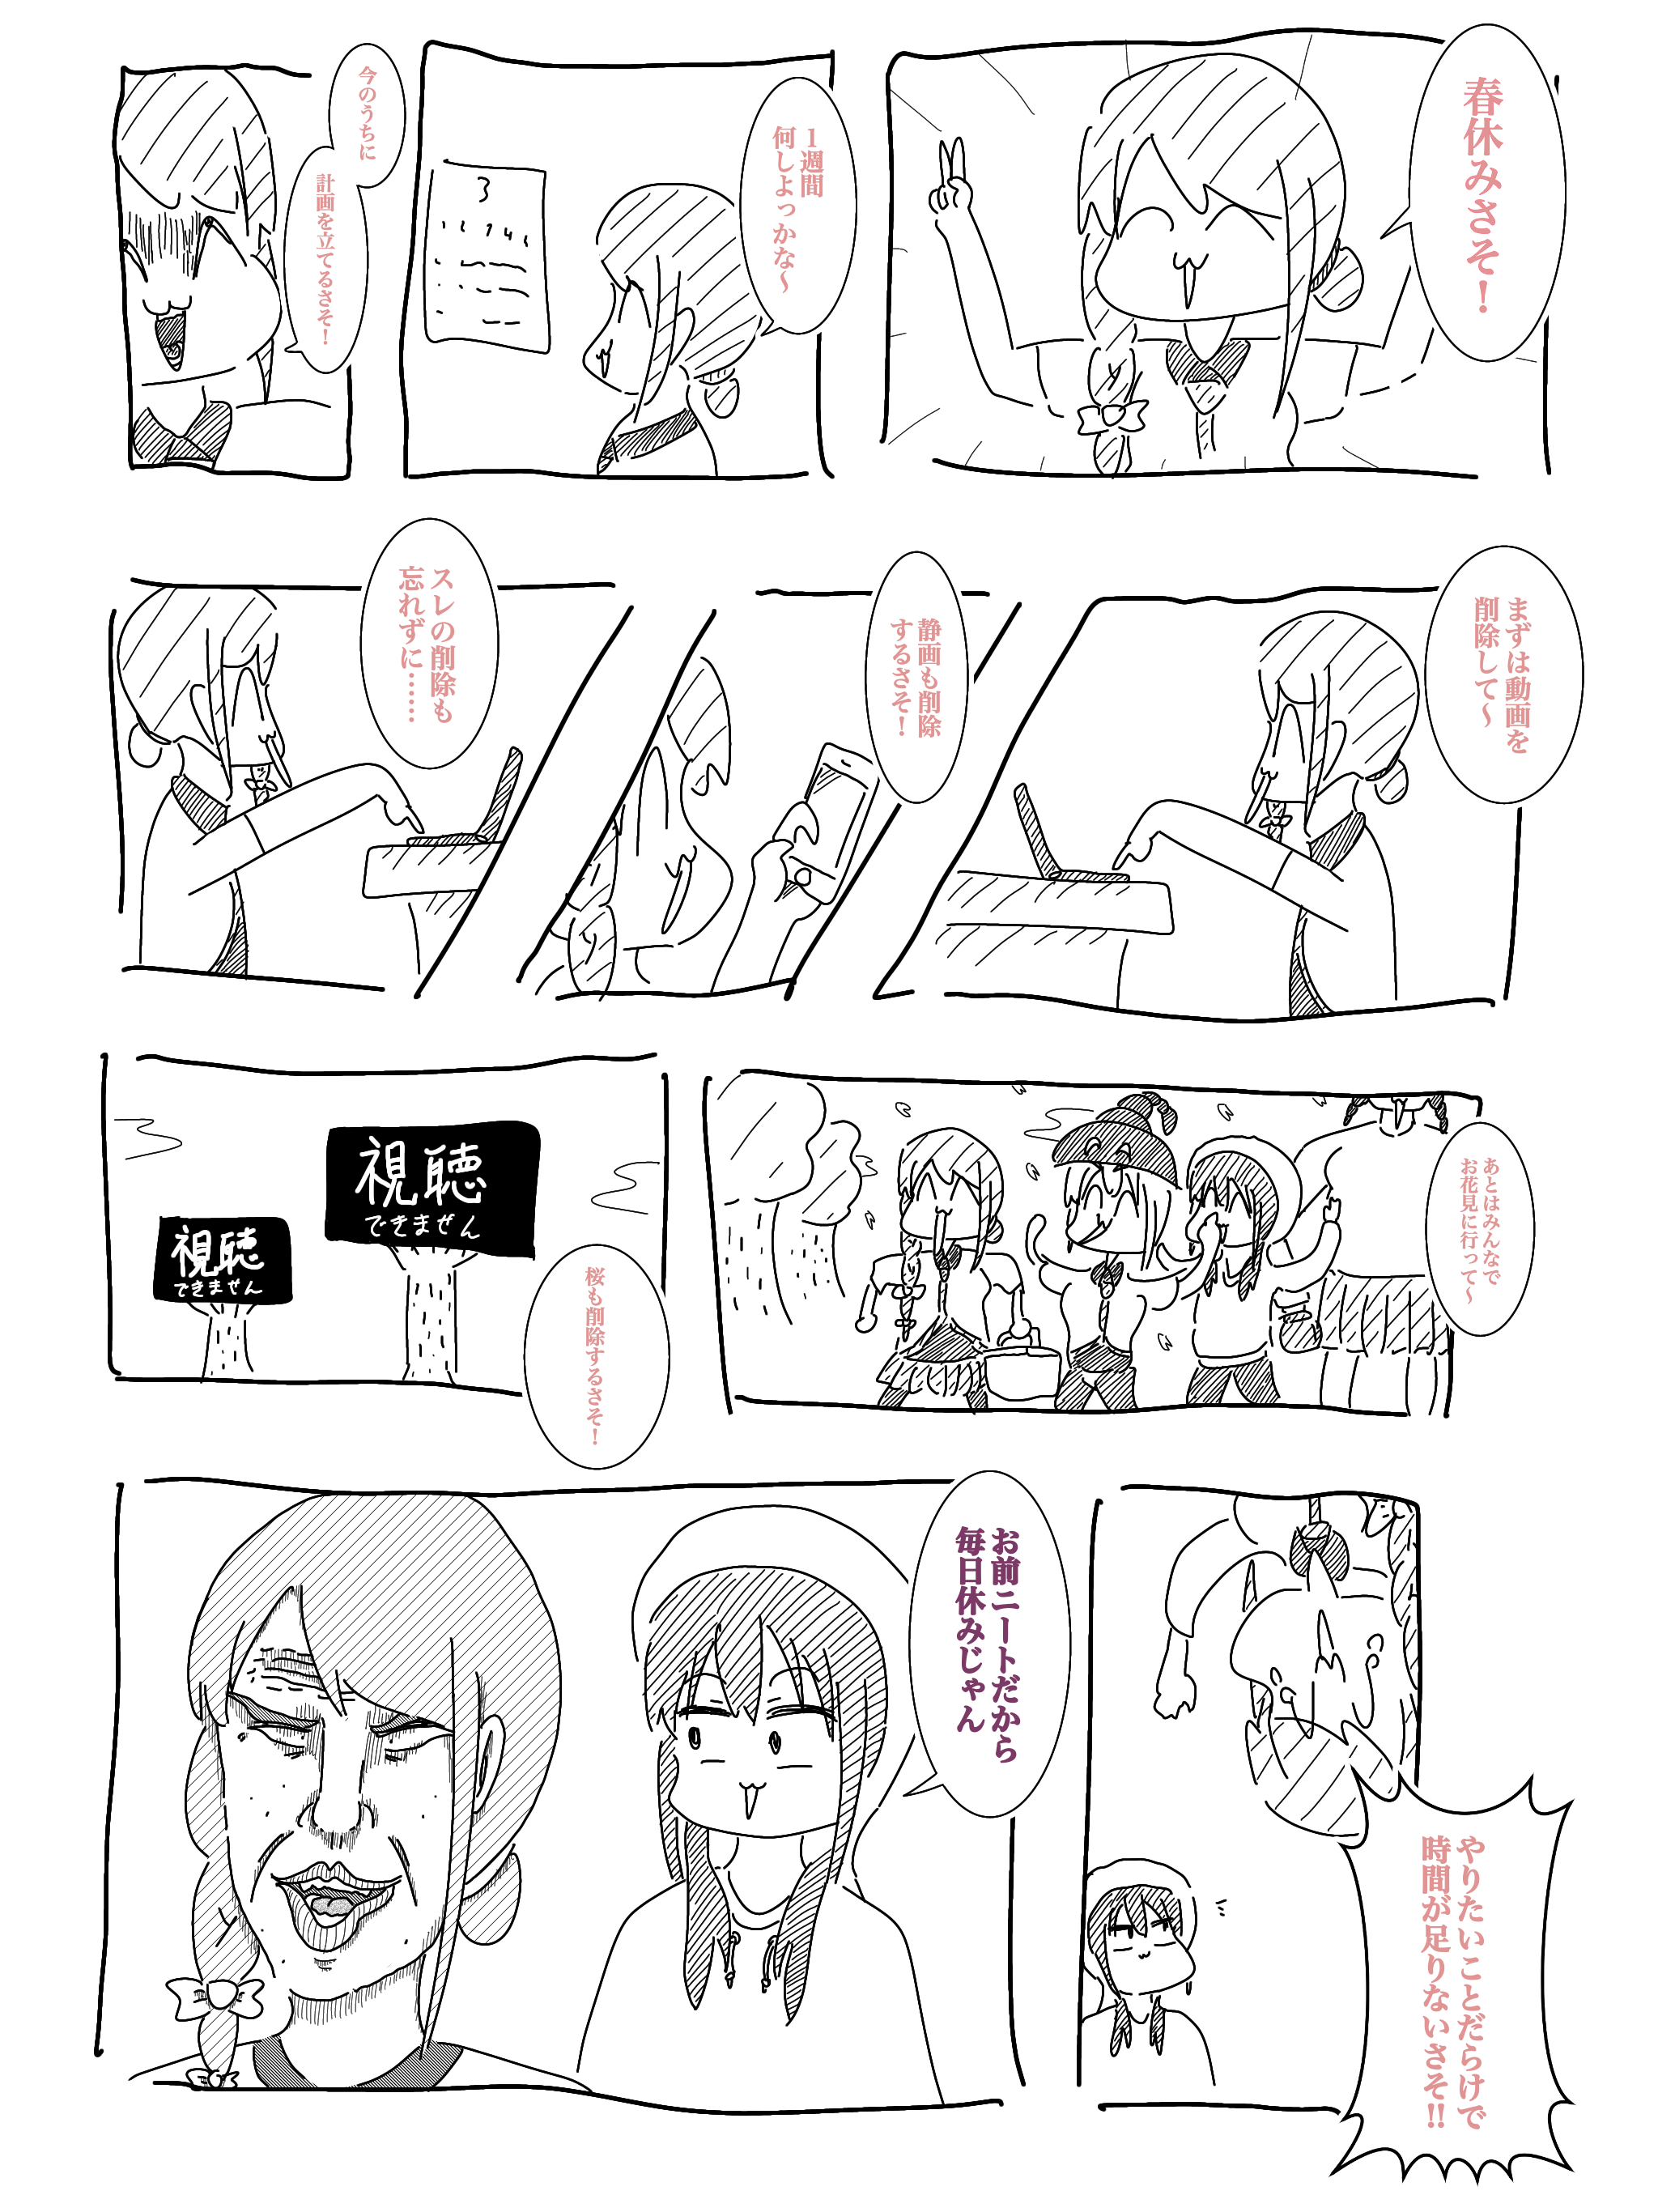 春休みさそ！
１週間
何しよっかな～
3
今のうちに
計画を立てるさそ！
まずは動画を
削除して～
静画も削除
するさそ！
スレの削除も
忘れずに……
あとはみんなで
お花見に行って～
視聴
できません
視聴
できません
桜も削除するさそ！
やりたいことだらけで
時間が足りないさそ!!
お前ニートだから
毎日休みじゃん